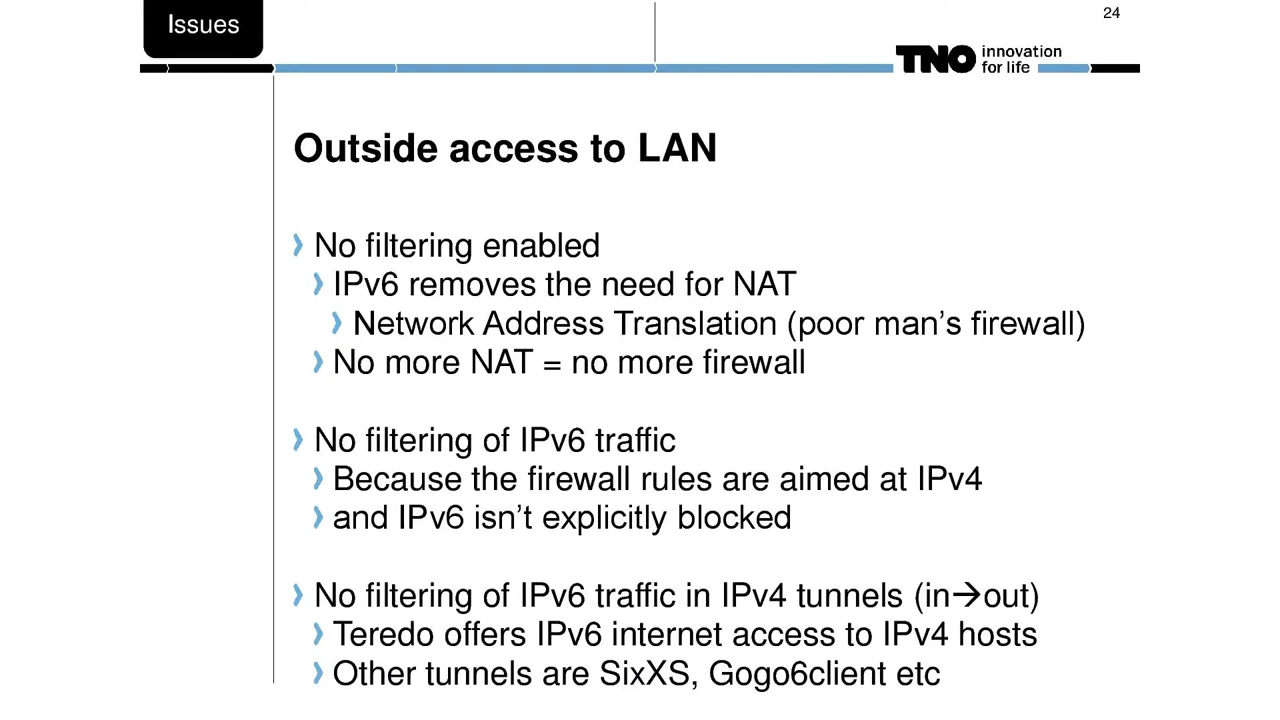 Issues
24
TNO innovation
for life
Outside access to LAN
No filtering enabled
IPv6 removes the need for NAT
Network Address Translation (poor man's firewall)
No more NAT = no more firewall
No filtering of IPv6 traffic
Because the firewall rules are aimed at IPv4
and IPv6 isn't explicitly blocked
No filtering of IPv6 traffic in IPv4 tunnels (in→out)
Teredo offers IPv6 internet access to IPv4 hosts
Other tunnels are SixXS, Gogo6client etc